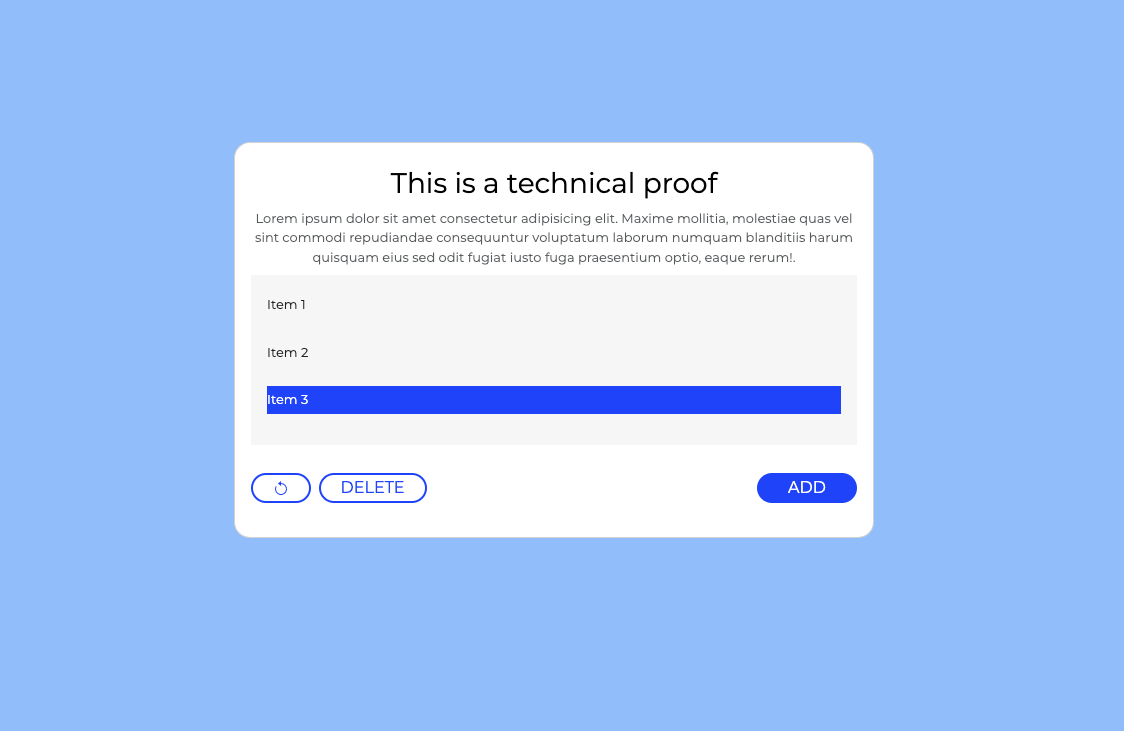 This is a technical proof
Lorem ipsum dolor sit amet consectetur adipisicing elit. Maxime mollitia, molestiae quas vel
sint commodi repudiandae consequuntur voluptatum laborum numquam blanditiis harum
quisquam eius sed odit fugiat iusto fuga praesentium optio, eaque rerum!.
Item 1
Item 2
Item 3
DELETE
ADD